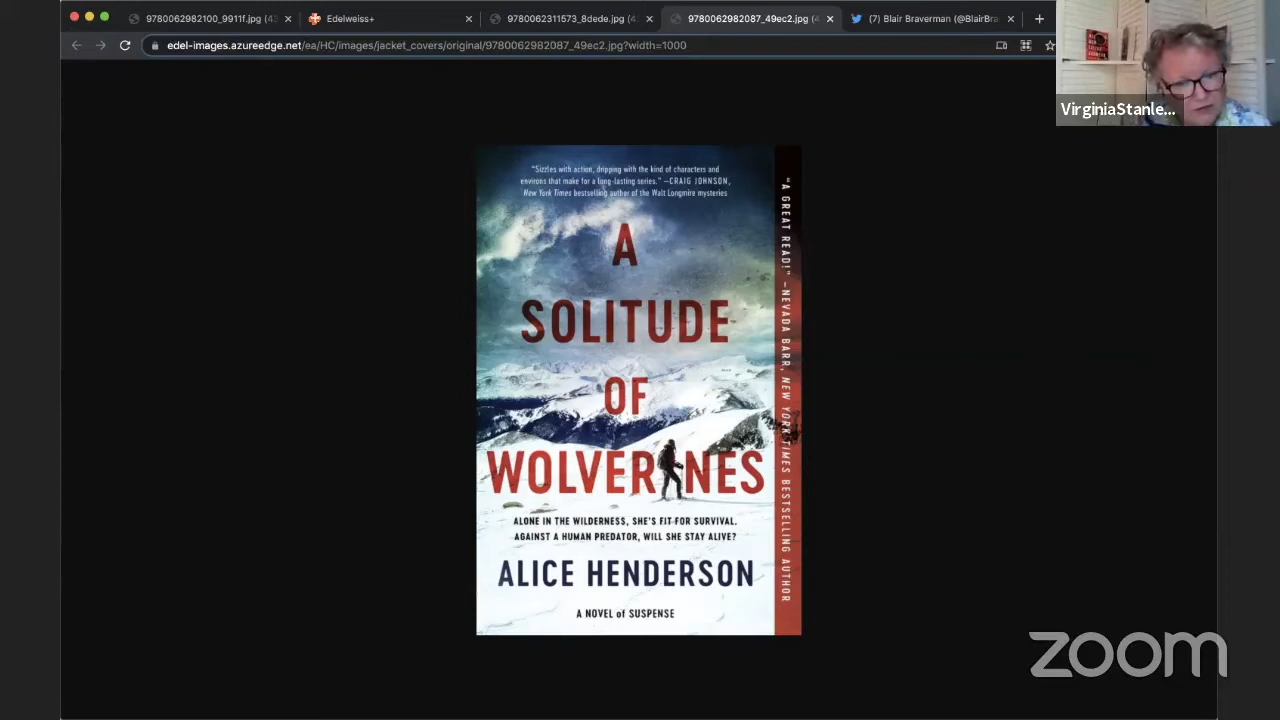 9780062982100_9911f.jpg (43
Edelweiss+
9780062311573_8dede.jpg (4
9780062982087_49ec2.jpg (4
(7) Blair Braverman (@BlairBra
edel-images.azureedge.net/ea/HC/images/jacket_covers/original/9780062982087_49ec2.jpg?width=1000
VirginiaStanle...
"Sizzles with action, dripping with the kind of characters and
environs that make for a long-lasting series." —CRAIG JOHNSON,
New York Times bestselling author of the Walt Longmire mysteries
A
SOLITUDE
OF
WOLVERINES
ALONE IN THE WILDERNESS, SHE'S FIT FOR SURVIVAL.
AGAINST A HUMAN PREDATOR, WILL SHE STAY ALIVE?
ALICE HENDERSON
A NOVEL of SUSPENSE
"A GREAT READ!" —NEVADA BARR, NEW YORK TIMES BESTSELLING AUTHOR
zoom